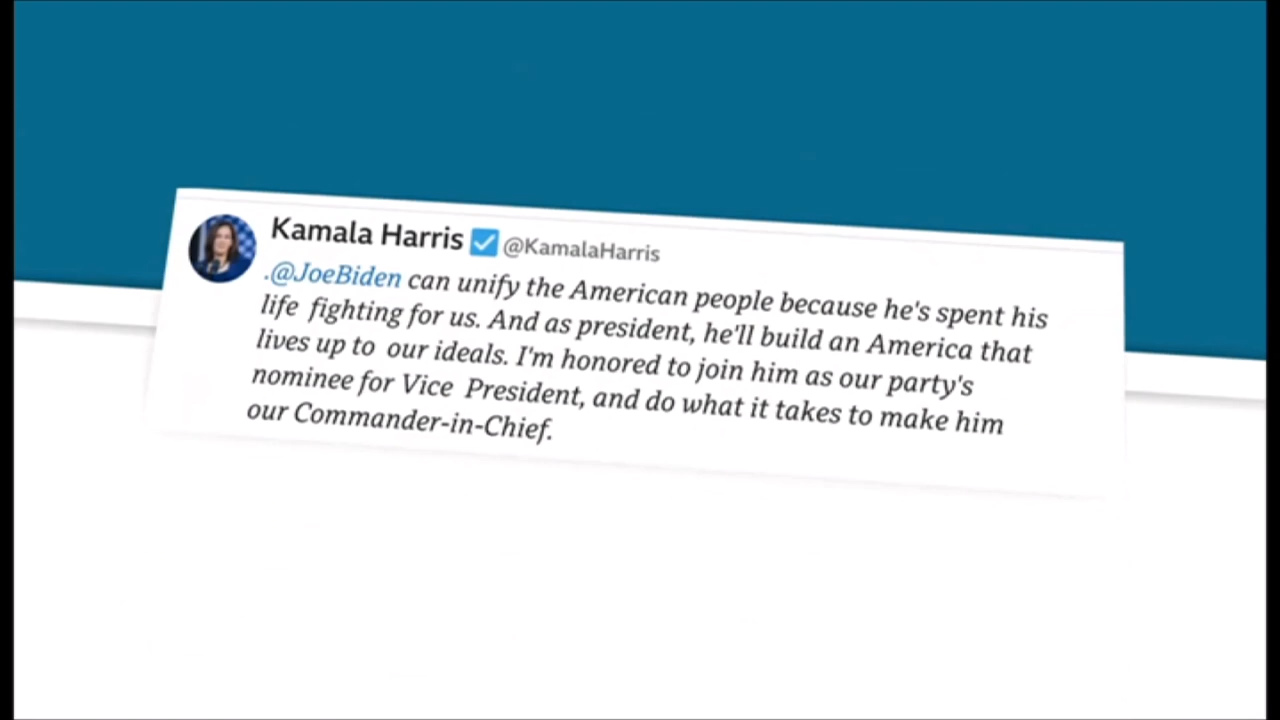 Kamala Harris @KamalaHarris
.@JoeBiden can unify the American people because he's spent his
life fighting for us. And as president, he'll build an America that
lives up to our ideals. I'm honored to join him as our party's
nominee for Vice President, and do what it takes to make him
our Commander-in-Chief.